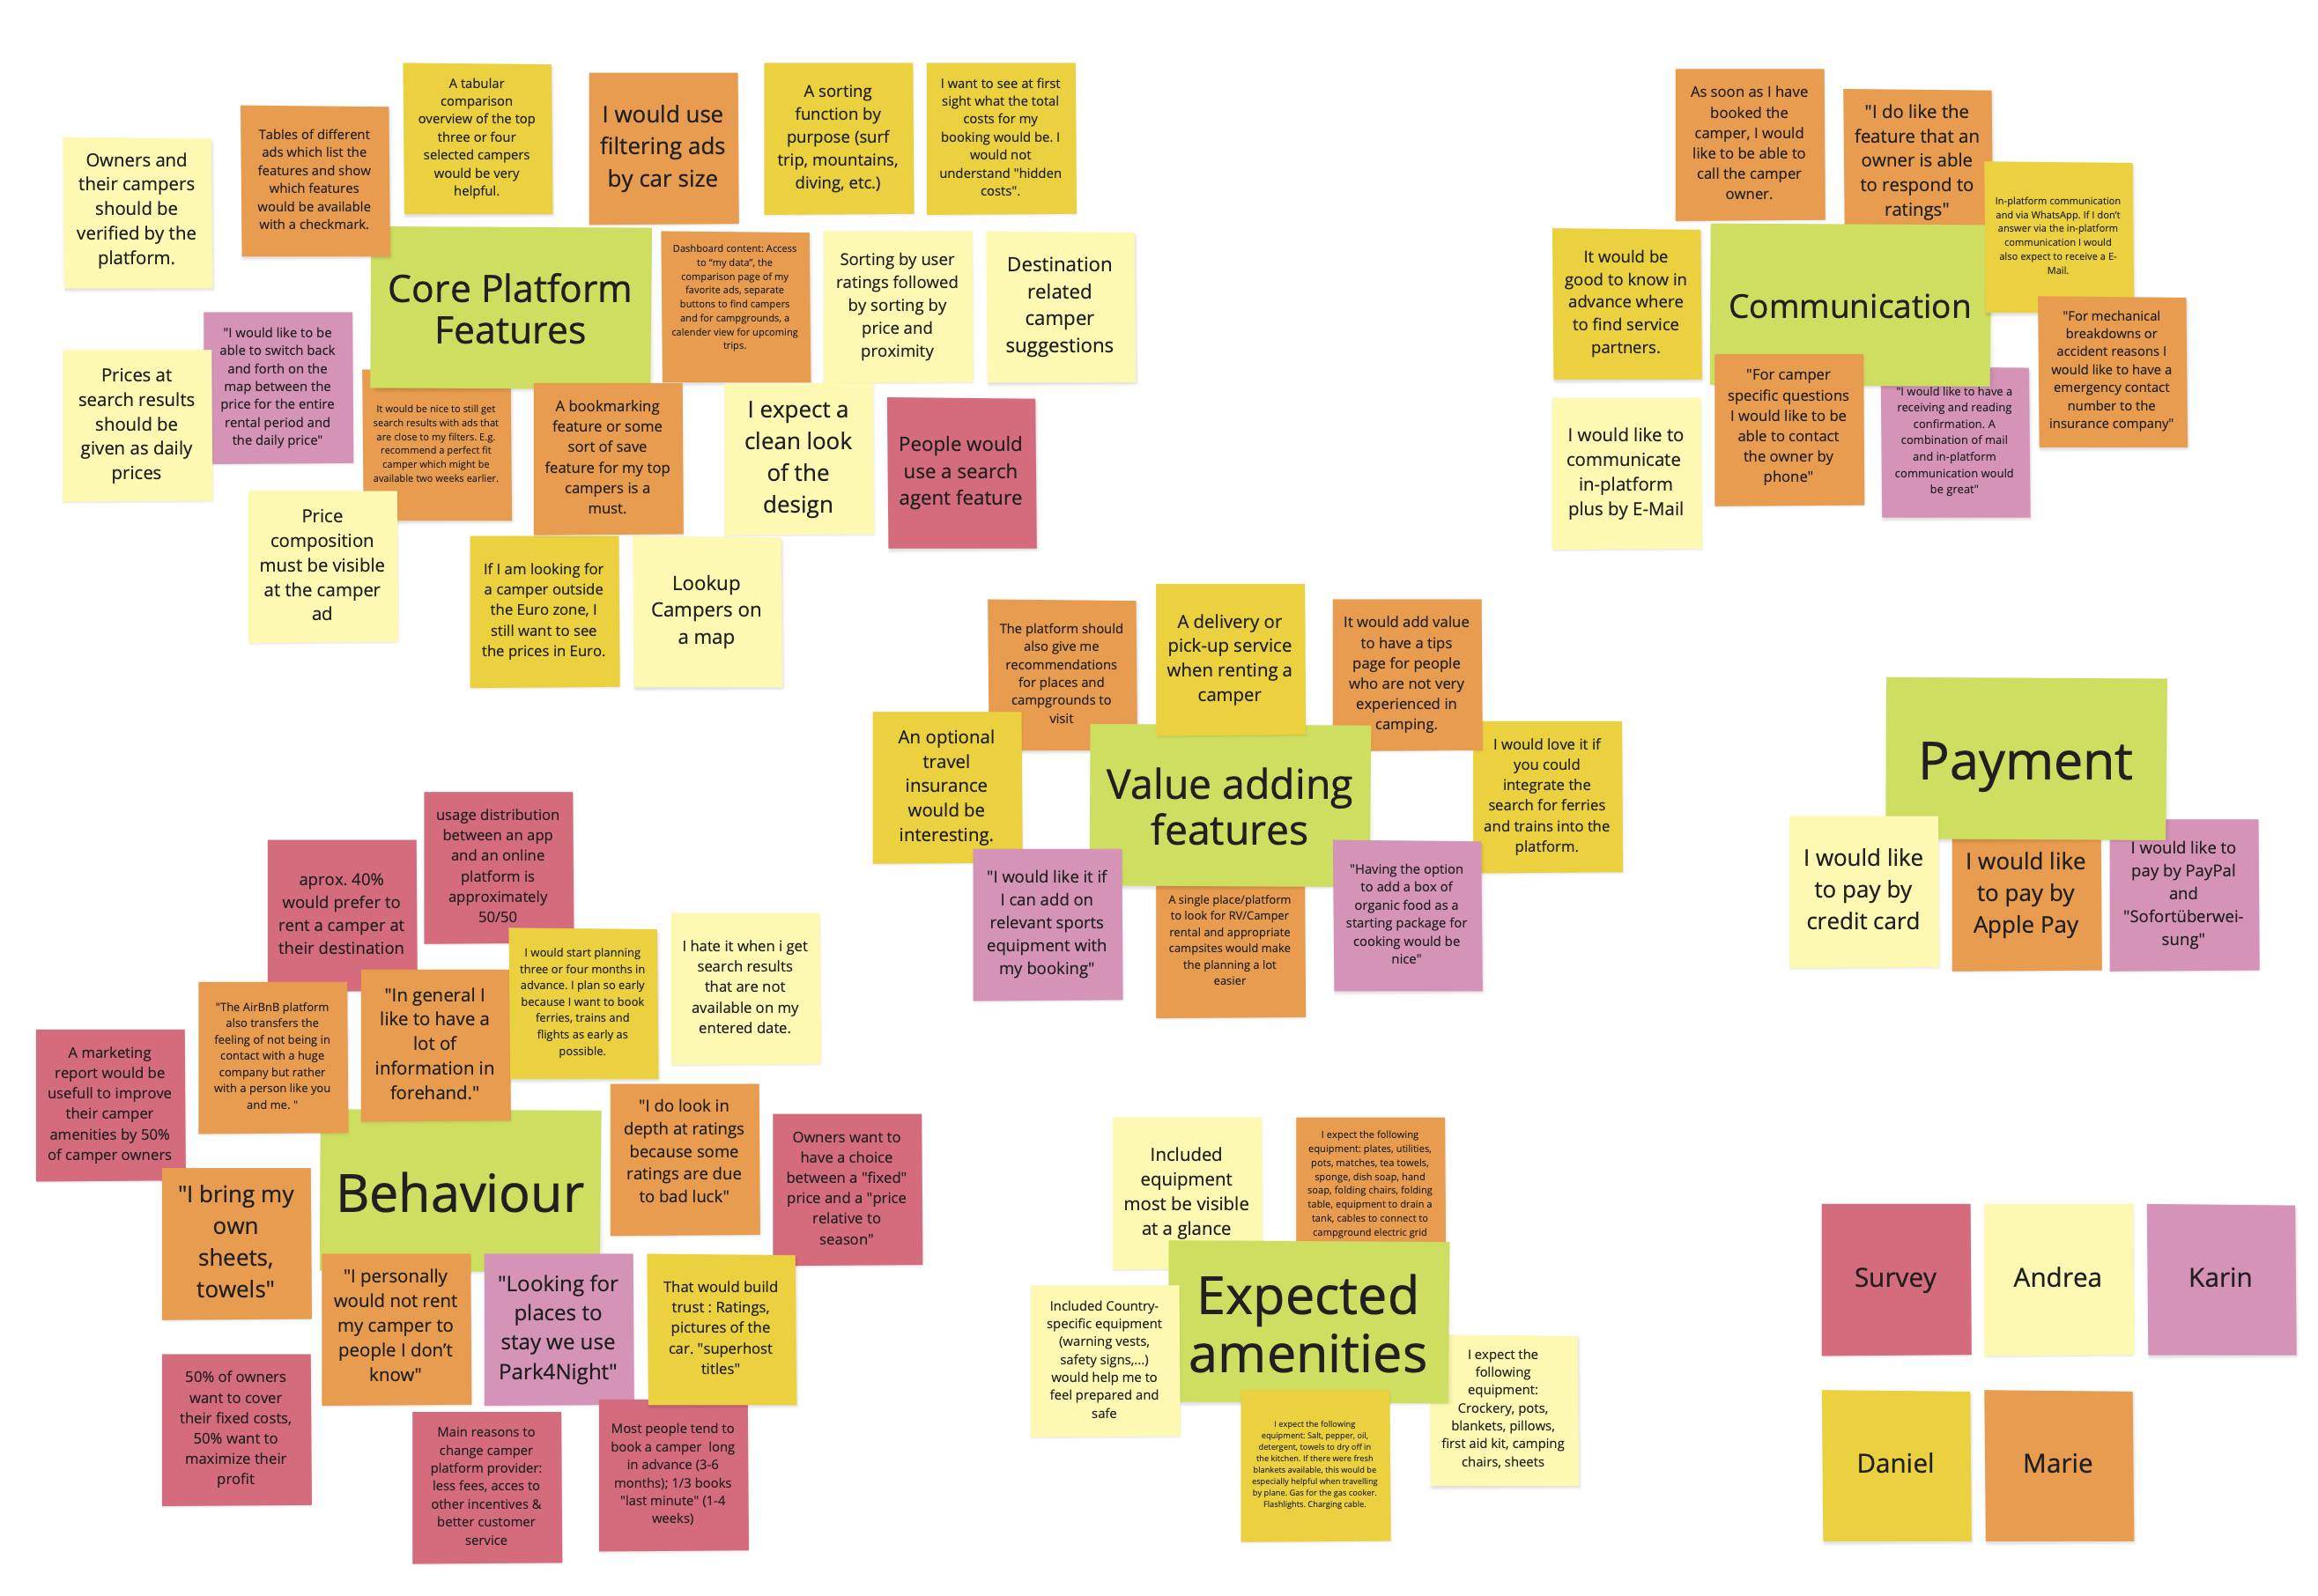 Owners and
their campers
should be
verified by the
platform.
Tables of different
ads which list the
features and show
which features
would be available
with a checkmark.
A tabular
comparison
overview of the top
three or four
selected campers
would be very
helpful.
I would use
filtering ads
by car size
A sorting
function by
purpose (surf
trip, mountains,
diving, etc.)
I want to see at first
sight what the total
costs for my
booking would be. I
would not
understand "hidden
costs".
Core Platform
Features
Dashboard content: Access
to “my data”, the
comparison page of my
favorite ads, separate
buttons to find campers
and for campgrounds, a
calender view for upcoming
trips.
Sorting by user
ratings followed
by sorting by
price and
proximity
Destination
related
camper
suggestions
Prices at
search results
should be
given as daily
prices
"I would like to be
able to switch back
and forth on the
map between the
price for the entire
rental period and
the daily price"
It would be nice to still get
search results with ads that
are close to my filters. E.g.
recommend a perfect fit
camper which might be
available two weeks earlier.
A bookmarking
feature or some
sort of save
feature for my top
campers is a
must.
I expect a
clean look
of the
design
People would
use a search
agent feature
Price
composition
must be visible
at the camper
ad
If I am looking for
a camper outside
the Euro zone, I
still want to see
the prices in Euro.
Lookup
Campers on
a map
As soon as I have
booked the
camper, I would
like to be able to
call the camper
owner.
"I do like the
feature that an
owner is able
to respond to
ratings"
In-platform communication
and via WhatsApp. If I don’t
answer via the in-platform
communication I would
also expect to receive a E-
Mail.
It would be
good to know in
advance where
to find service
partners.
Communication
"For mechanical
breakdowns or
accident reasons I
would like to have a
emergency contact
number to the
insurance company"
I would like to
communicate
in-platform
plus by E-Mail
"For camper
specific questions
I would like to be
able to contact
the owner by
phone"
"I would like to have a
receiving and reading
confirmation. A
combination of mail
and in-platform
communication would
be great"
The platform should
also give me
recommendations
for places and
campgrounds to
visit
A delivery or
pick-up service
when renting a
camper
It would add value
to have a tips
page for people
who are not very
experienced in
camping.
An optional
travel
insurance
would be
interesting.
Value adding
features
I would love it if
you could
integrate the
search for ferries
and trains into the
platform.
"I would like it if
I can add on
relevant sports
equipment with
my booking"
A single place/platform
to look for RV/Camper
rental and appropriate
campsites would make
the planning a lot
easier
"Having the option
to add a box of
organic food as a
starting package for
cooking would be
nice"
Payment
I would like
to pay by
credit card
I would like
to pay by
Apple Pay
I would like to
pay by PayPal
and
"Sofortüberwei-
sung"
aprox. 40%
would prefer to
rent a camper at
their destination
usage distribution
between an app
and an online
platform is
approximately
50/50
"The AirBnB platform
also transfers the
feeling of not being in
contact with a huge
company but rather
with a person like you
and me. "
"In general I
like to have a
lot of
information in
forehand."
I would start planning
three or four months in
advance. I plan so early
because I want to book
ferries, trains and
flights as early as
possible.
I hate it when i get
search results
that are not
available on my
entered date.
A marketing
report would be
usefull to improve
their camper
amenities by 50%
of camper owners
Behaviour
"I do look in
depth at ratings
because some
ratings are due
to bad luck"
Owners want to
have a choice
between a "fixed"
price and a "price
relative to
season"
"I bring my
own
sheets,
towels"
"I personally
would not rent
my camper to
people I don’t
know"
"Looking for
places to
stay we use
Park4Night"
That would build
trust : Ratings,
pictures of the
car. "superhost
titles"
50% of owners
want to cover
their fixed costs,
50% want to
maximize their
profit
Main reasons to
change camper
platform provider:
less fees, acces to
other incentives &
better customer
service
Most people tend to
book a camper long
in advance (3-6
months); 1/3 books
"last minute" (1-4
weeks)
Included
equipment
most be visible
at a glance
I expect the following
equipment: plates, utilities,
pots, matches, tea towels,
sponge, dish soap, hand
soap, folding chairs, folding
table, equipment to drain a
tank, cables to connect to
campground electric grid
Expected
amenities
Included Country-
specific equipment
(warning vests,
safety signs,...)
would help me to
feel prepared and
safe
I expect the following
equipment: Salt, pepper, oil,
detergent, towels to dry off in
the kitchen. If there were fresh
blankets available, this would be
especially helpful when travelling
by plane. Gas for the gas cooker.
Flashlights. Charging cable.
I expect the
following
equipment:
Crockery, pots,
blankets, pillows,
first aid kit, camping
chairs, sheets
Survey
Andrea
Karin
Daniel
Marie